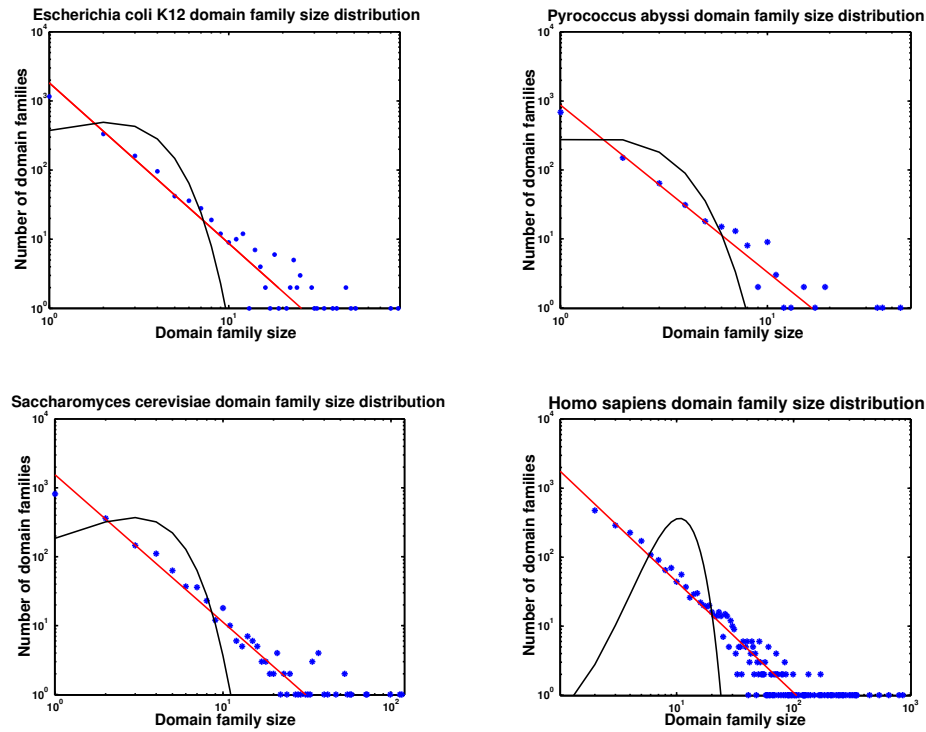 Escherichia coli K12 domain family size distribution
Number of domain families
10^4
10^3
10^2
10^1
10^0
10^0
10^1
Domain family size
Pyrococcus abyssi domain family size distribution
Number of domain families
10^4
10^3
10^2
10^1
10^0
10^0
10^1
Domain family size
Saccharomyces cerevisiae domain family size distribution
Number of domain families
10^4
10^3
10^2
10^1
10^0
10^0
10^1
10^2
Domain family size
Homo sapiens domain family size distribution
Number of domain families
10^4
10^3
10^2
10^1
10^0
10^0
10^1
10^2
10^3
Domain family size